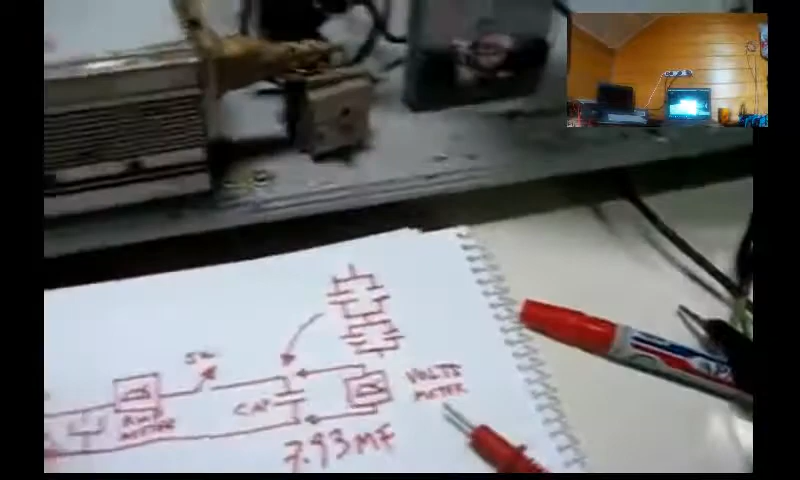 SW
AMP
METER
CAP
VOLTS
METER
7.93MF